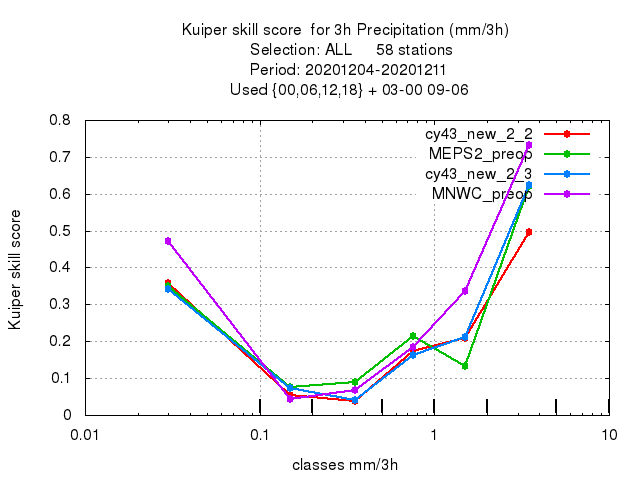 Kuiper skill score  for 3h Precipitation (mm/3h)
Selection: ALL     58 stations
Period: 20201204-20201211
Used {00,06,12,18} + 03-00 09-06
cy43_new_2_2
MEPS2_preop
cy43_new_2_3
MNWC_preop
Kuiper skill score
0.8
0.7
0.6
0.5
0.4
0.3
0.2
0.1
0
0.01
0.1
1
10
classes mm/3h